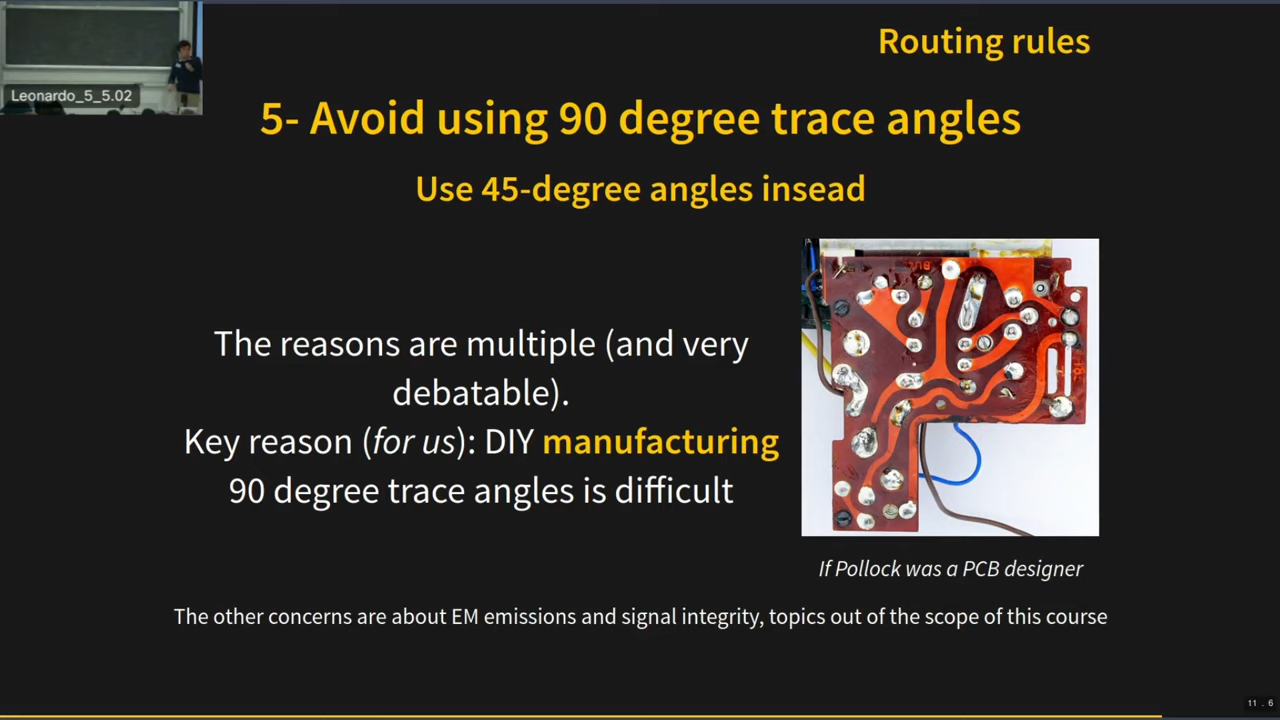 Leonardo_5_5.02
Routing rules
5- Avoid using 90 degree trace angles
Use 45-degree angles insead
The reasons are multiple (and very
debatable).
Key reason (for us): DIY manufacturing
90 degree trace angles is difficult
If Pollock was a PCB designer
The other concerns are about EM emissions and signal integrity, topics out of the scope of this course
11 . 6